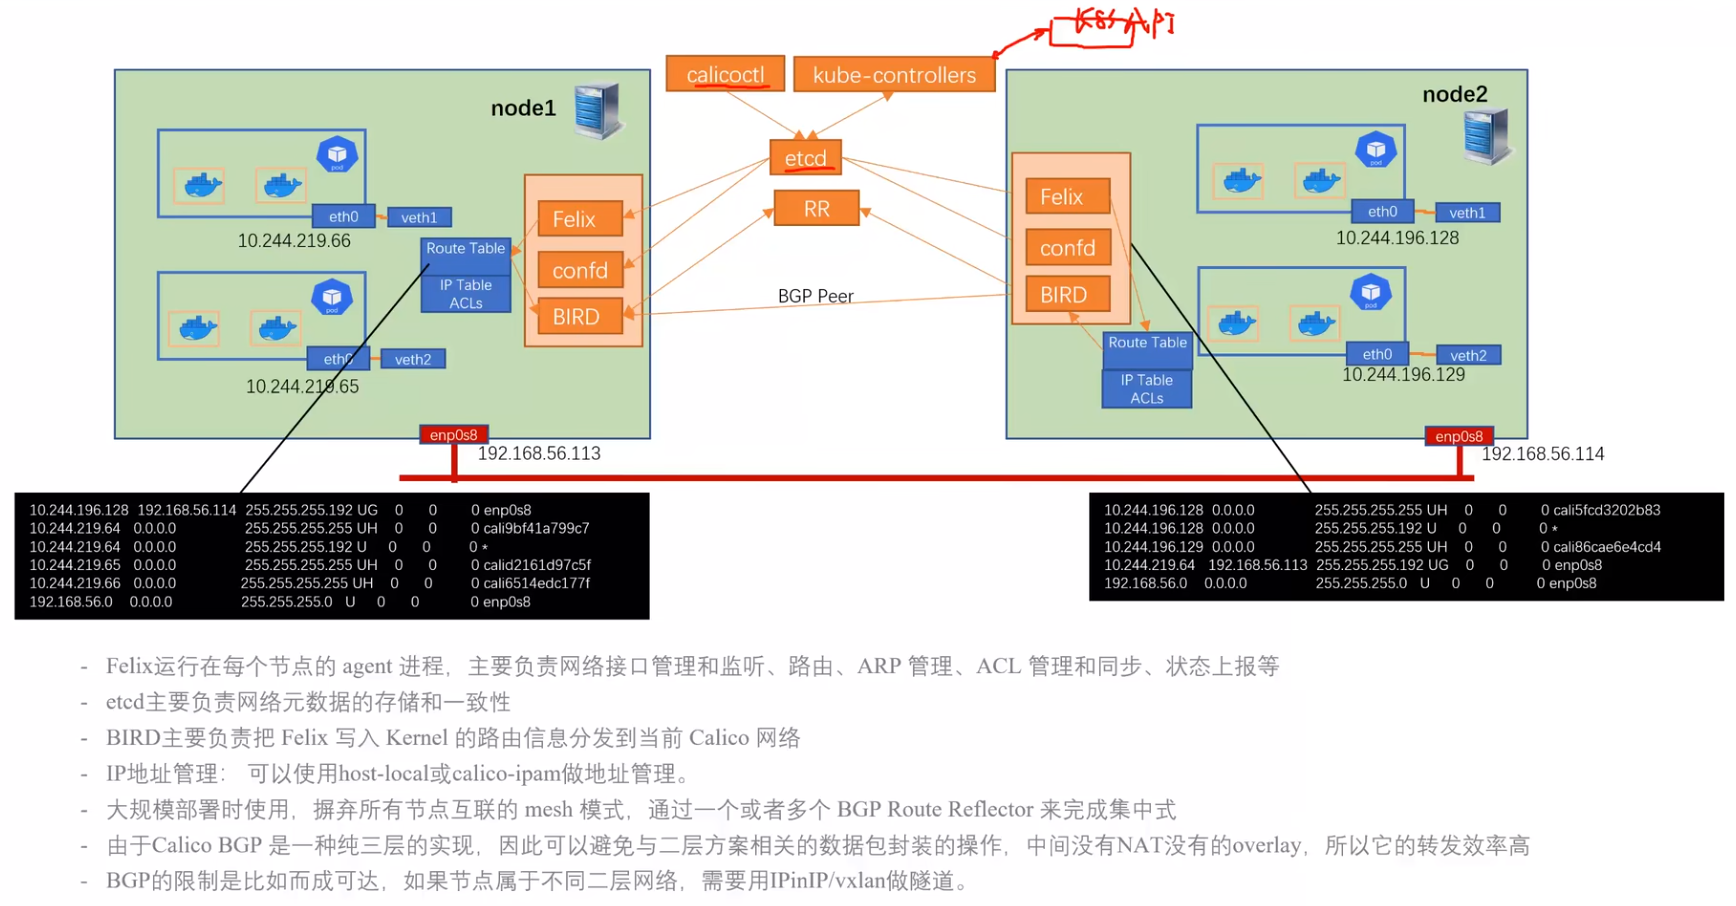 K8s Api
calicoctl
kube-controllers
node1
node2
etcd
RR
BGP Peer
pod
eth0
veth1
10.244.219.66
pod
eth0
veth2
10.244.219.65
Route Table
IP Table
ACLs
Felix
confd
BIRD
enp0s8
192.168.56.113
Felix
confd
BIRD
Route Table
IP Table
ACLs
pod
eth0
veth1
10.244.196.128
pod
eth0
veth2
10.244.196.129
enp0s8
192.168.56.114
10.244.196.128 192.168.56.114 255.255.255.192 UG 0 0 0 enp0s8
10.244.219.64 0.0.0.0 255.255.255.255 UH 0 0 0 cali9bf41a799c7
10.244.219.64 0.0.0.0 255.255.255.192 U 0 0 0 *
10.244.219.65 0.0.0.0 255.255.255.255 UH 0 0 0 calid2161d97c5f
10.244.219.66 0.0.0.0 255.255.255.255 UH 0 0 0 cali6514edc177f
192.168.56.0 0.0.0.0 255.255.255.0 U 0 0 0 enp0s8
10.244.196.128 0.0.0.0 255.255.255.255 UH 0 0 0 cali5fcd3202b83
10.244.196.128 0.0.0.0 255.255.255.192 U 0 0 0 *
10.244.196.129 0.0.0.0 255.255.255.255 UH 0 0 0 cali86cae6e4cd4
10.244.219.64 192.168.56.113 255.255.255.192 UG 0 0 0 enp0s8
192.168.56.0 0.0.0.0 255.255.255.0 U 0 0 0 enp0s8
- Felix运行在每个节点的 agent 进程，主要负责网络接口管理和监听、路由、ARP 管理、ACL 管理和同步、状态上报等
- etcd主要负责网络元数据的存储和一致性
- BIRD主要负责把 Felix 写入 Kernel 的路由信息分发到当前 Calico 网络
- IP地址管理： 可以使用host-local或calico-ipam做地址管理。
- 大规模部署时使用，摒弃所有节点互联的 mesh 模式，通过一个或者多个 BGP Route Reflector 来完成集中式
- 由于Calico BGP 是一种纯三层的实现，因此可以避免与二层方案相关的数据包封装的操作，中间没有NAT没有的overlay，所以它的转发效率高
- BGP的限制是比如而成可达，如果节点属于不同二层网络，需要用IPinIP/vxlan做隧道。